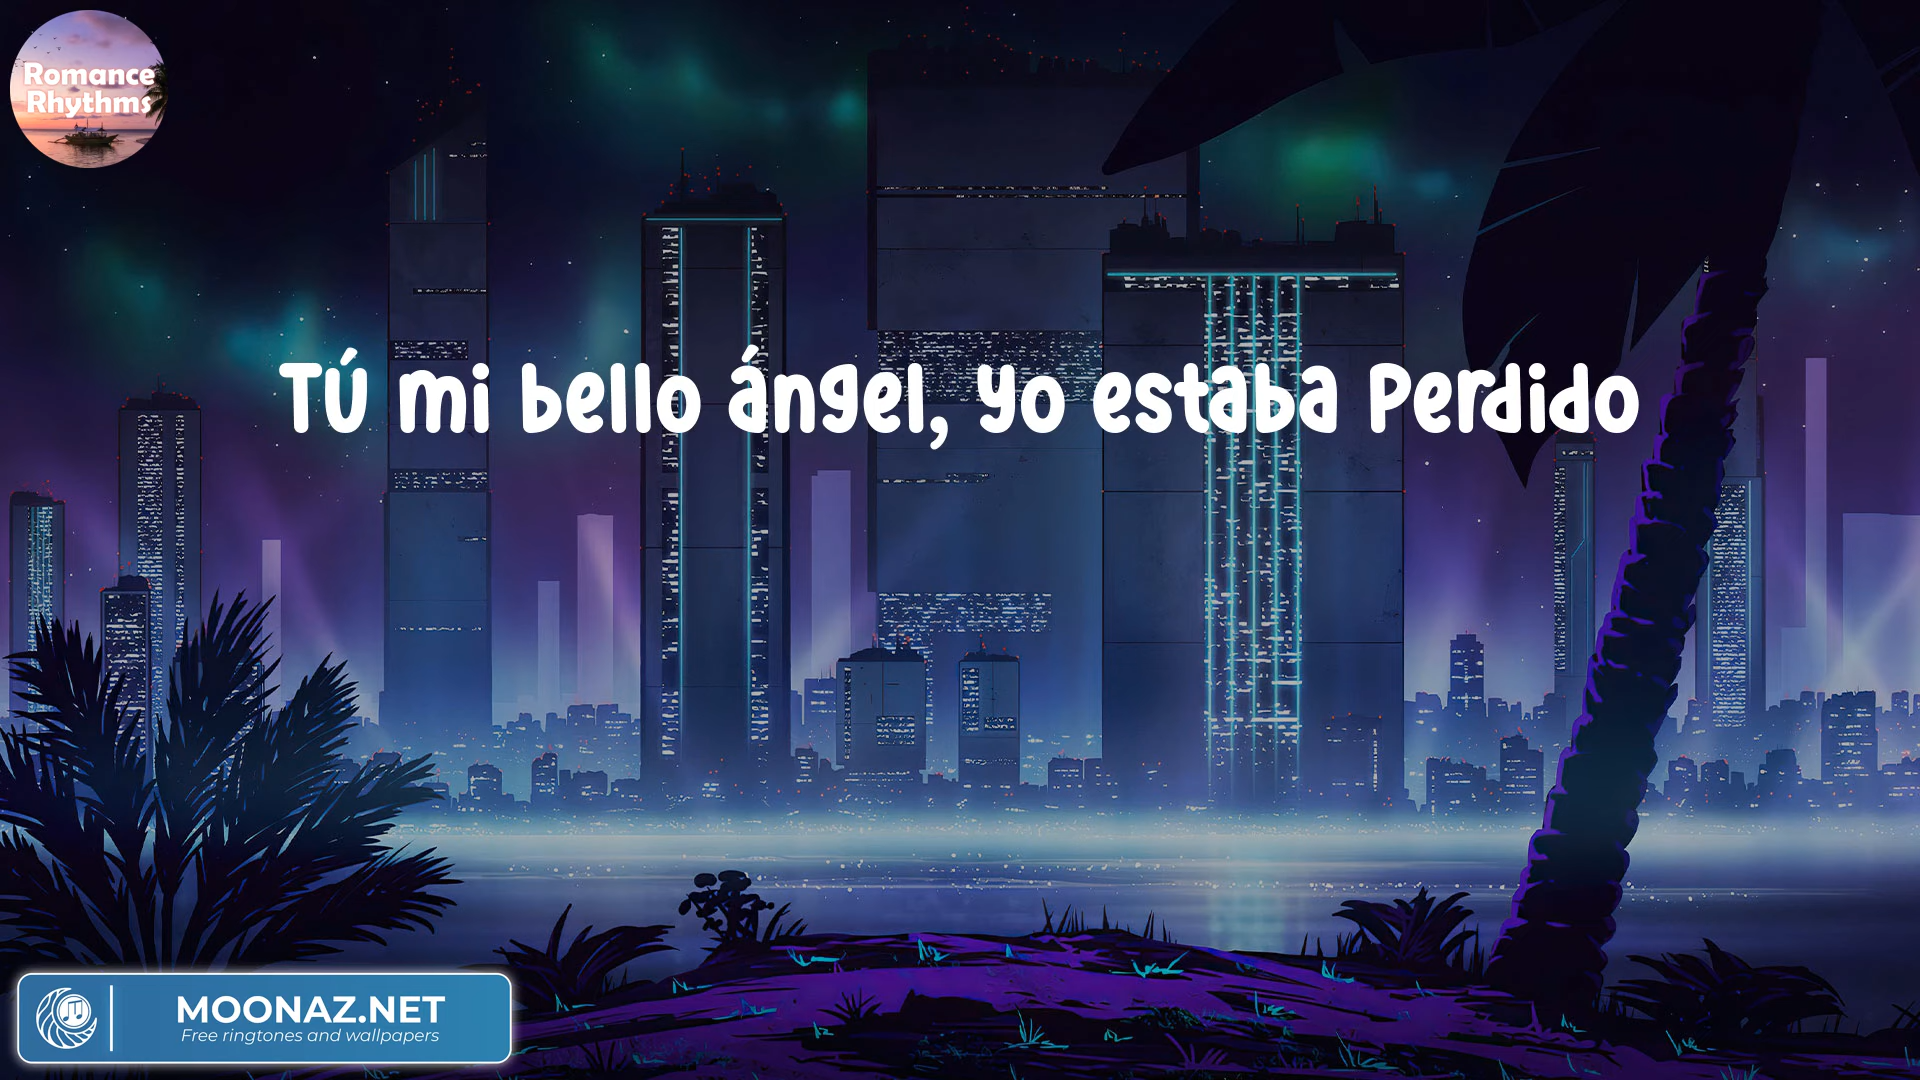 Romance
Rhythms
Tú mi bello ángel, yo estaba Perdido
MOONAZ.NET
Free ringtones and wallpapers